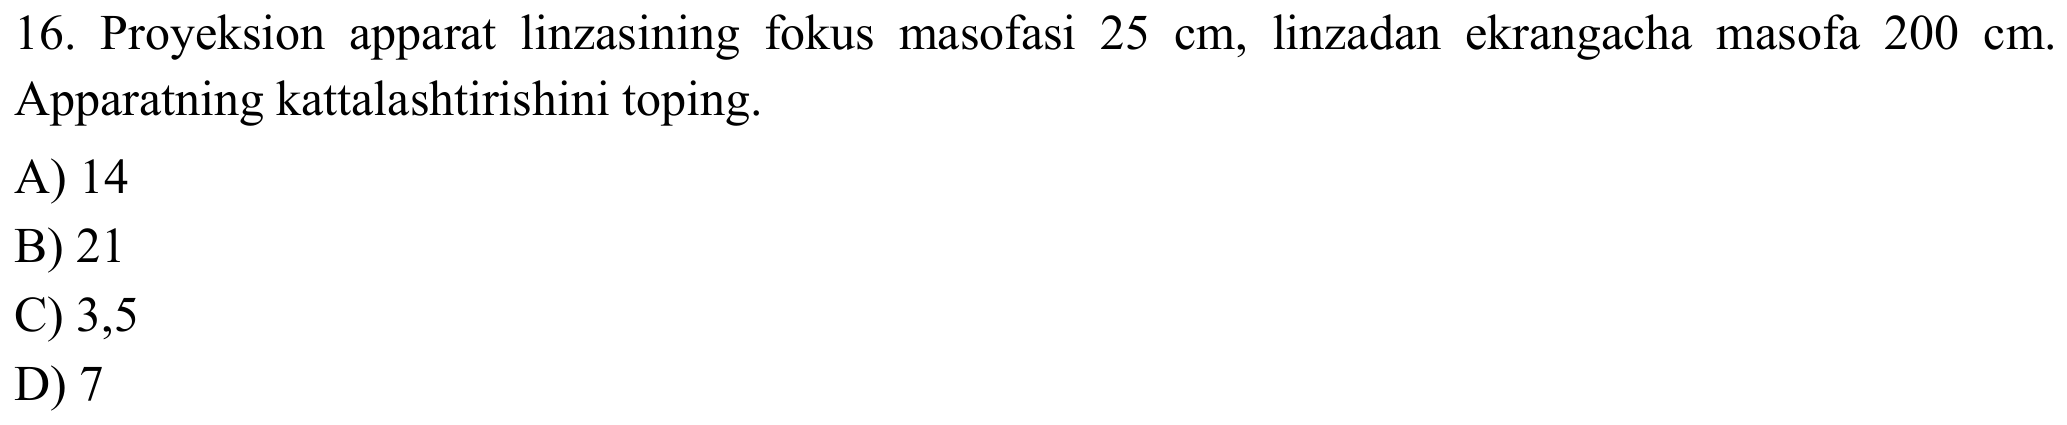 16. Proyeksion apparat linzasining fokus masofasi 25 cm, linzadan ekrangacha masofa 200 cm.
Apparatning kattalashtirishini toping.
A) 14
B) 21
C) 3,5
D) 7